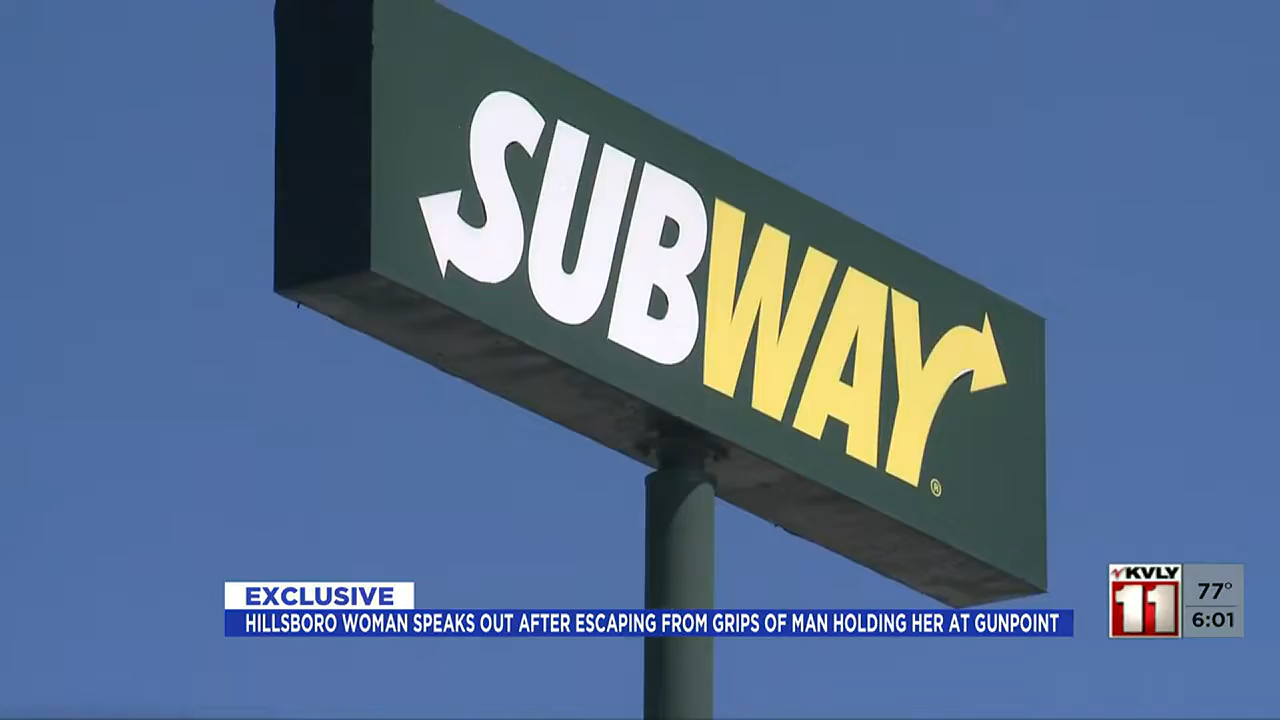 SUBWAY
®
EXCLUSIVE
HILLSBORO WOMAN SPEAKS OUT AFTER ESCAPING FROM GRIPS OF MAN HOLDING HER AT GUNPOINT
KVLY
11
77°
6:01